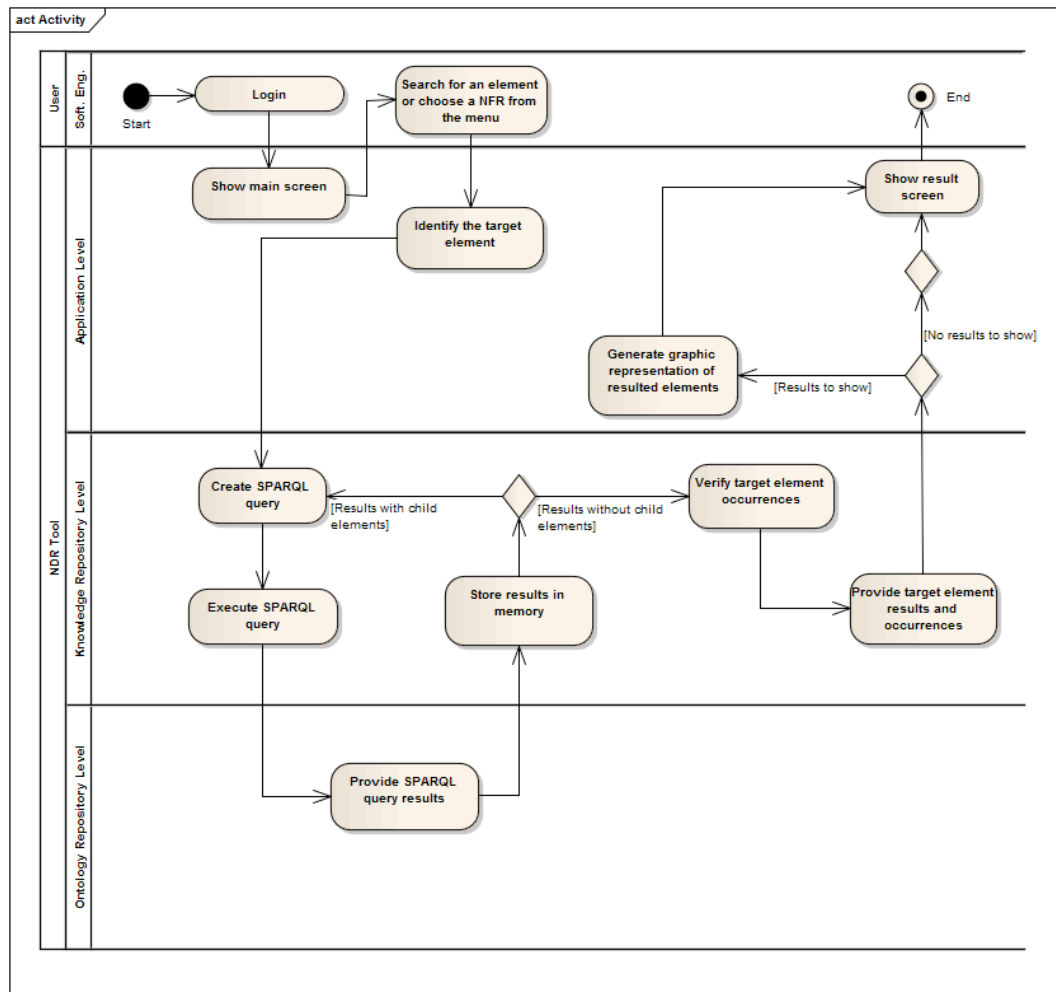 act Activity
User
Soft. Eng.
Start
Login
Search for an element
or choose a NFR from
the menu
End
NDR Tool
Application Level
Show main screen
Identify the target
element
Show result
screen
[No results to show]
Generate graphic
representation of
resulted elements
[Results to show]
Knowledge Repository Level
Create SPARQL
query
[Results with child
elements]
[Results without child
elements]
Verify target element
occurrences
Execute SPARQL
query
Store results in
memory
Provide target element
results and
occurrences
Ontology Repository Level
Provide SPARQL
query results